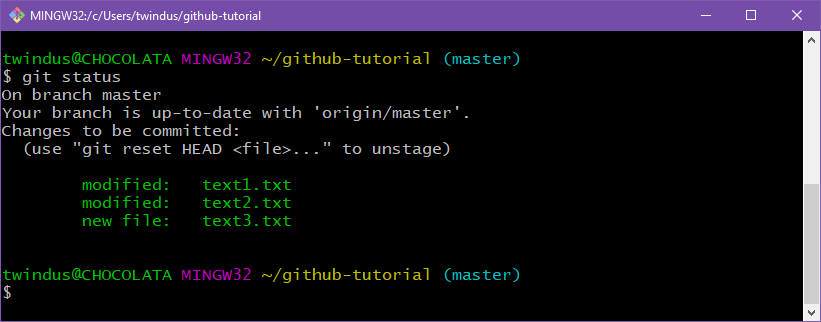 MINGW32:/c/Users/twindus/github-tutorial
twindus@CHOCOLATA MINGW32 ~/github-tutorial (master)
$ git status
On branch master
Your branch is up-to-date with 'origin/master'.
Changes to be committed:
  (use "git reset HEAD <file>..." to unstage)
        modified:   text1.txt
        modified:   text2.txt
        new file:   text3.txt
twindus@CHOCOLATA MINGW32 ~/github-tutorial (master)
$